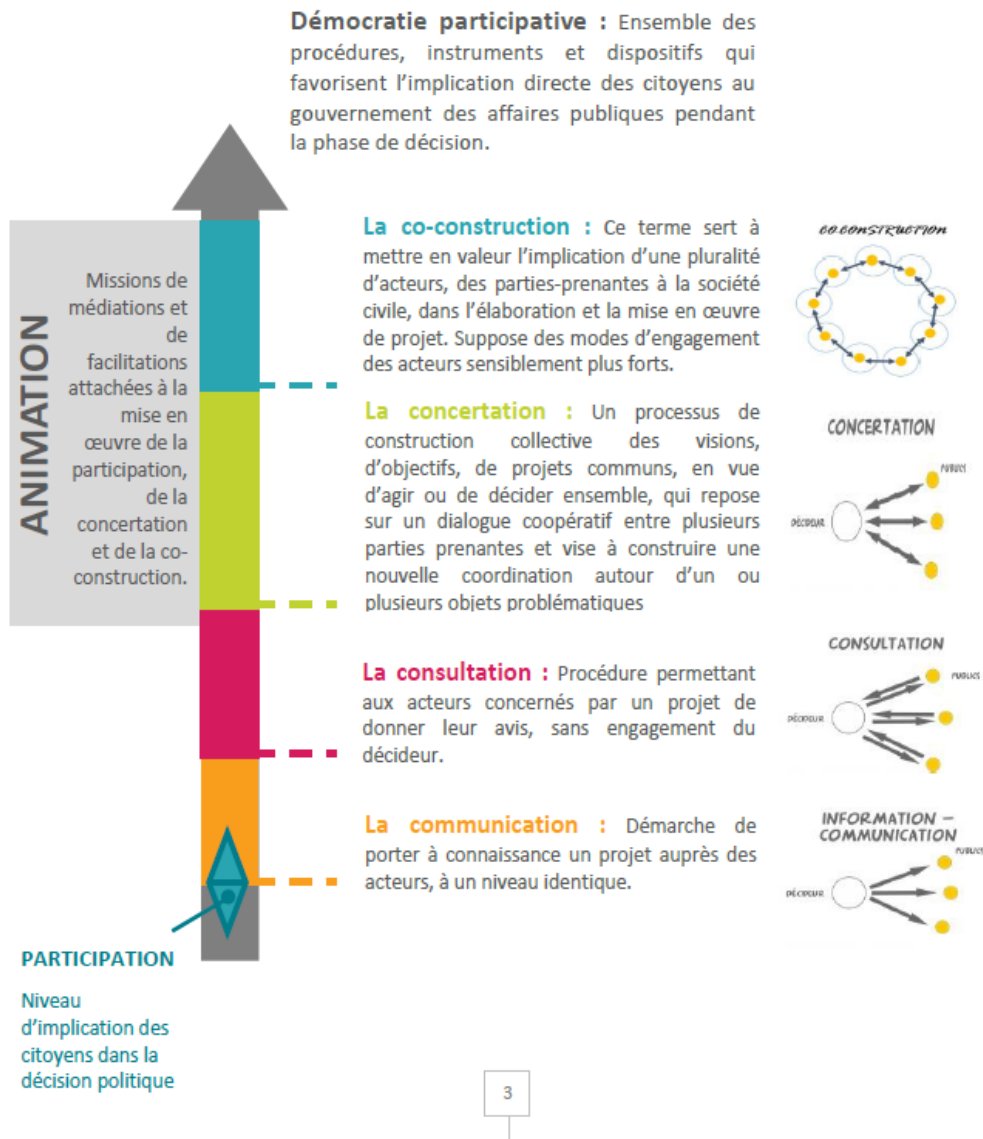 Démocratie participative : Ensemble des
procédures, instruments et dispositifs qui
favorisent l'implication directe des citoyens au
gouvernement des affaires publiques pendant
la phase de décision.
ANIMATION
Missions de
médiations et
de
facilitations
attachées à la
mise en
œuvre de la
participation,
de la
concertation
et de la co-
construction.
La co-construction : Ce terme sert à
mettre en valeur l'implication d'une pluralité
d'acteurs, des parties-prenantes à la société
civile, dans l'élaboration et la mise en œuvre
de projet. Suppose des modes d'engagement
des acteurs sensiblement plus forts.
CO-CONSTRUCTION
La concertation : Un processus de
construction collective des visions,
d'objectifs, de projets communs, en vue
d'agir ou de décider ensemble, qui repose
sur un dialogue coopératif entre plusieurs
parties prenantes et vise à construire une
nouvelle coordination autour d'un ou
plusieurs objets problématiques
CONCERTATION
PUBLICS
DÉCIDEUR
La consultation : Procédure permettant
aux acteurs concernés par un projet de
donner leur avis, sans engagement du
décideur.
CONSULTATION
PUBLICS
DÉCIDEUR
La communication : Démarche de
porter à connaissance un projet auprès des
acteurs, à un niveau identique.
INFORMATION –
COMMUNICATION
PUBLICS
DÉCIDEUR
PARTICIPATION
Niveau
d'implication des
citoyens dans la
décision politique
3